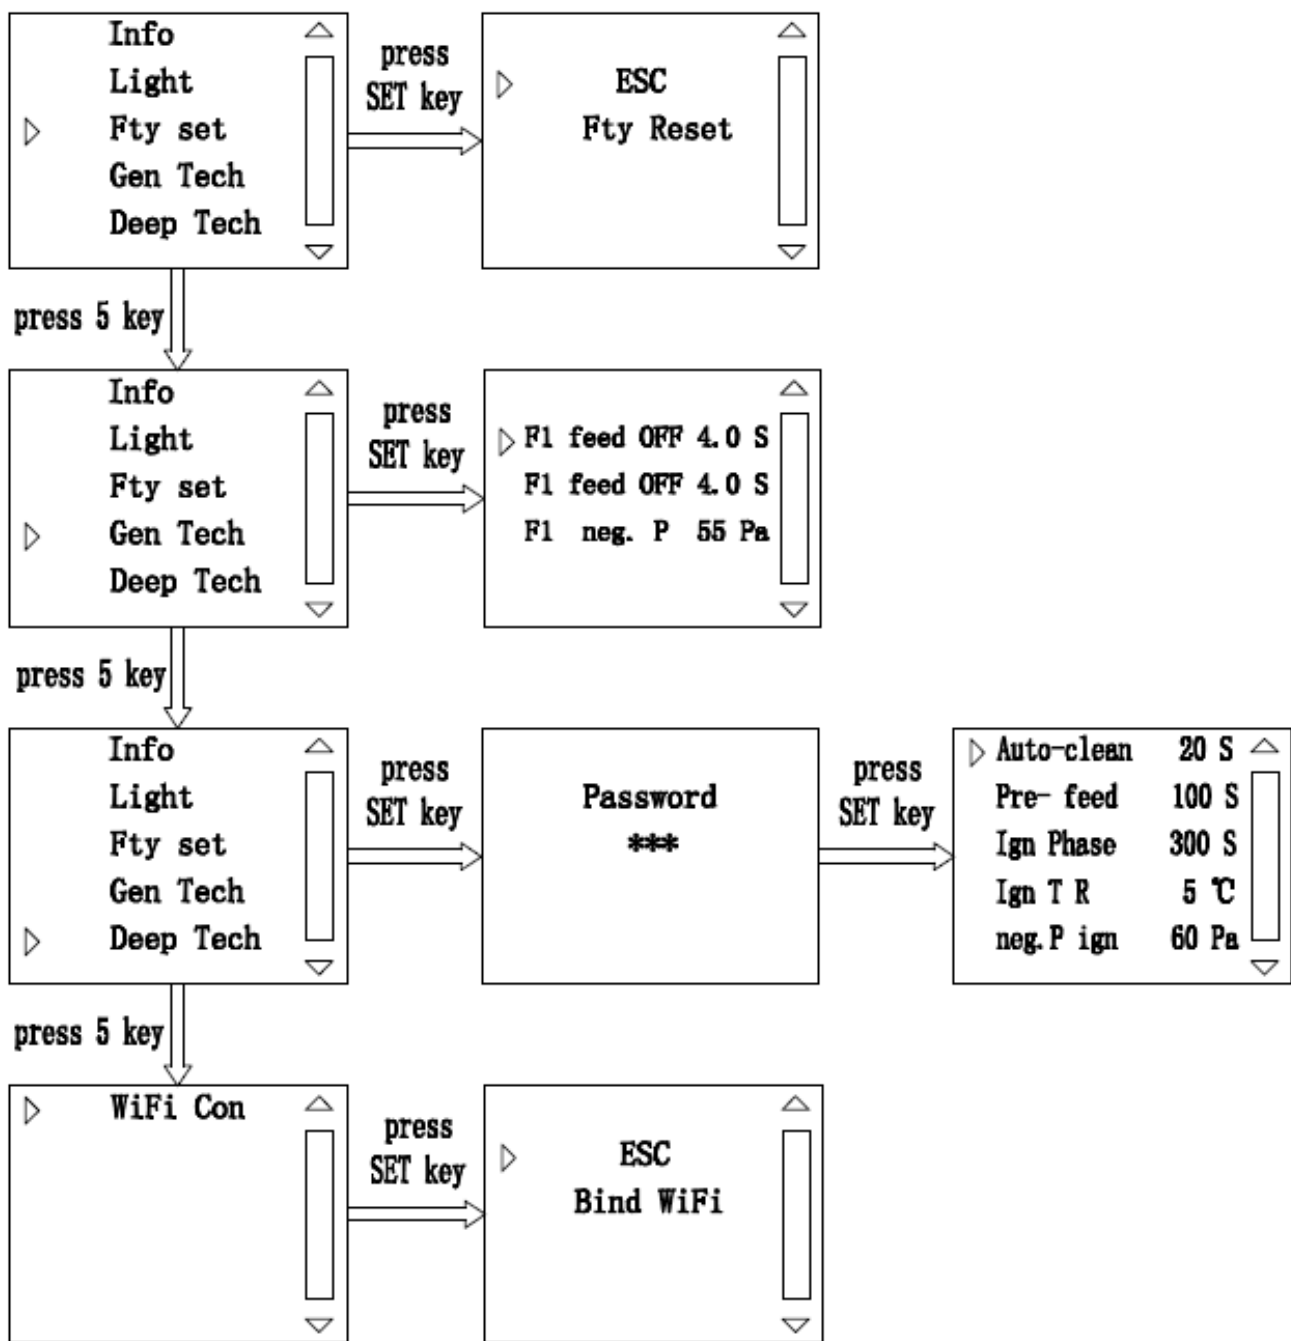 Info
Light
Fty set
Gen Tech
Deep Tech
press
SET key
ESC
Fty Reset
press 5 key
Info
Light
Fty set
Gen Tech
Deep Tech
press
SET key
F1 feed OFF 4.0 S
F1 feed OFF 4.0 S
F1 neg. P 55 Pa
press 5 key
Info
Light
Fty set
Gen Tech
Deep Tech
press
SET key
Password
***
press
SET key
Auto-clean 20 S
Pre- feed 100 S
Ign Phase 300 S
Ign T R 5 ℃
neg.P ign 60 Pa
press 5 key
WiFi Con
press
SET key
ESC
Bind WiFi